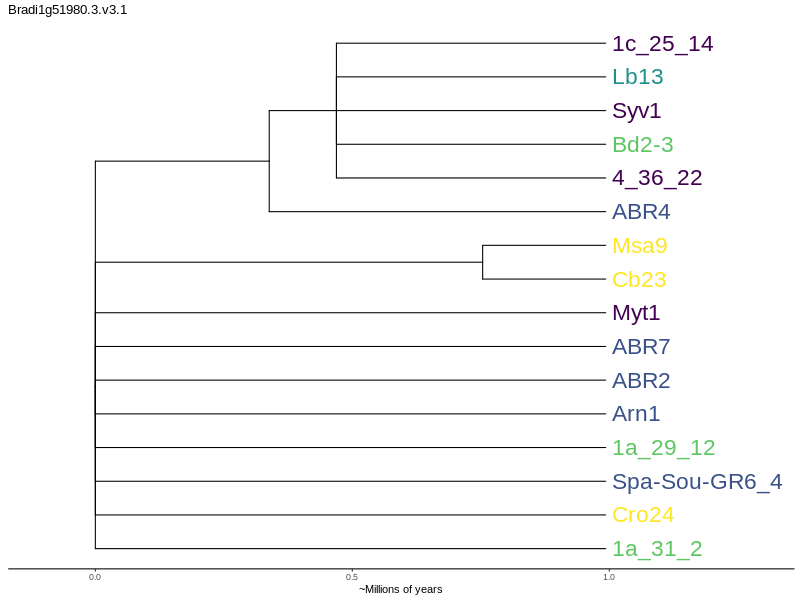 Bradi1g51980.3.v3.1
1c_25_14
Lb13
Syv1
Bd2-3
4_36_22
ABR4
Msa9
Cb23
Myt1
ABR7
ABR2
Arn1
1a_29_12
Spa-Sou-GR6_4
Cro24
1a_31_2
0.0 0.5 1.0
~Millions of years